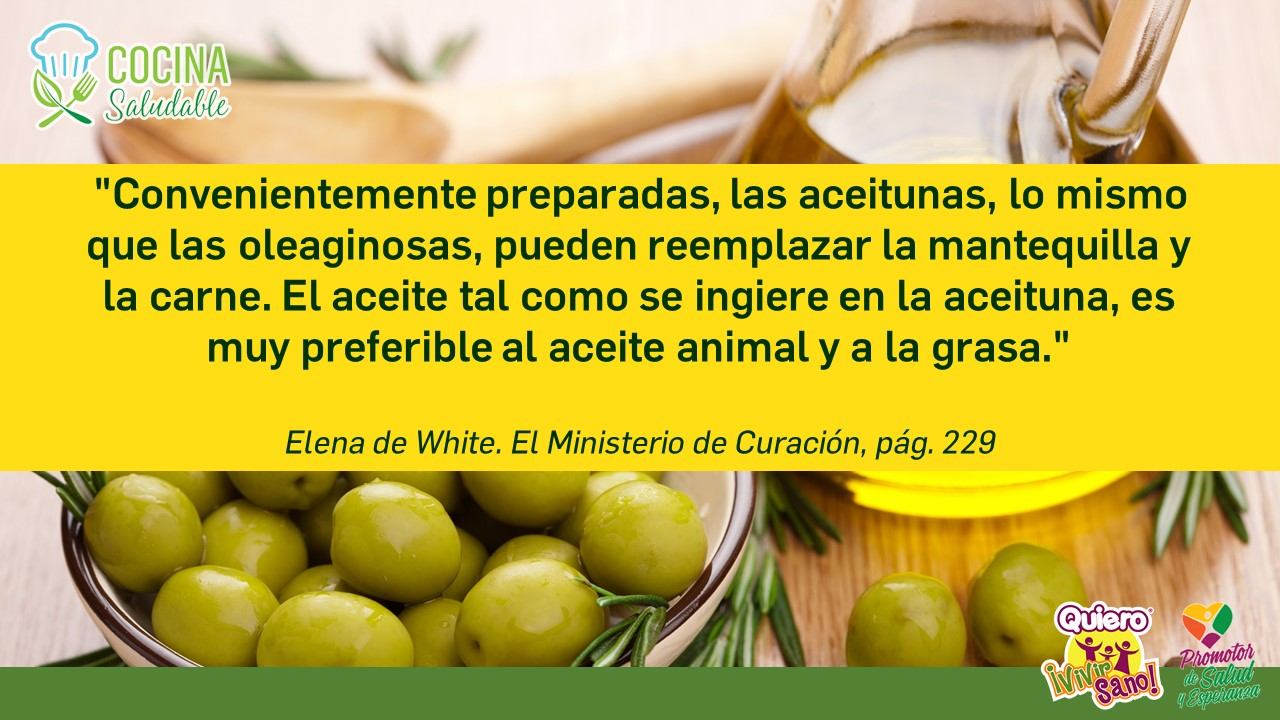 COCINA
Saludable
"Convenientemente preparadas, las aceitunas, lo mismo
que las oleaginosas, pueden reemplazar la mantequilla y
la carne. El aceite tal como se ingiere en la aceituna, es
muy preferible al aceite animal y a la grasa."
Elena de White. El Ministerio de Curación, pág. 229
Quiero
¡Vivir
Sano!
Promotor
de Salud
y Esperanza